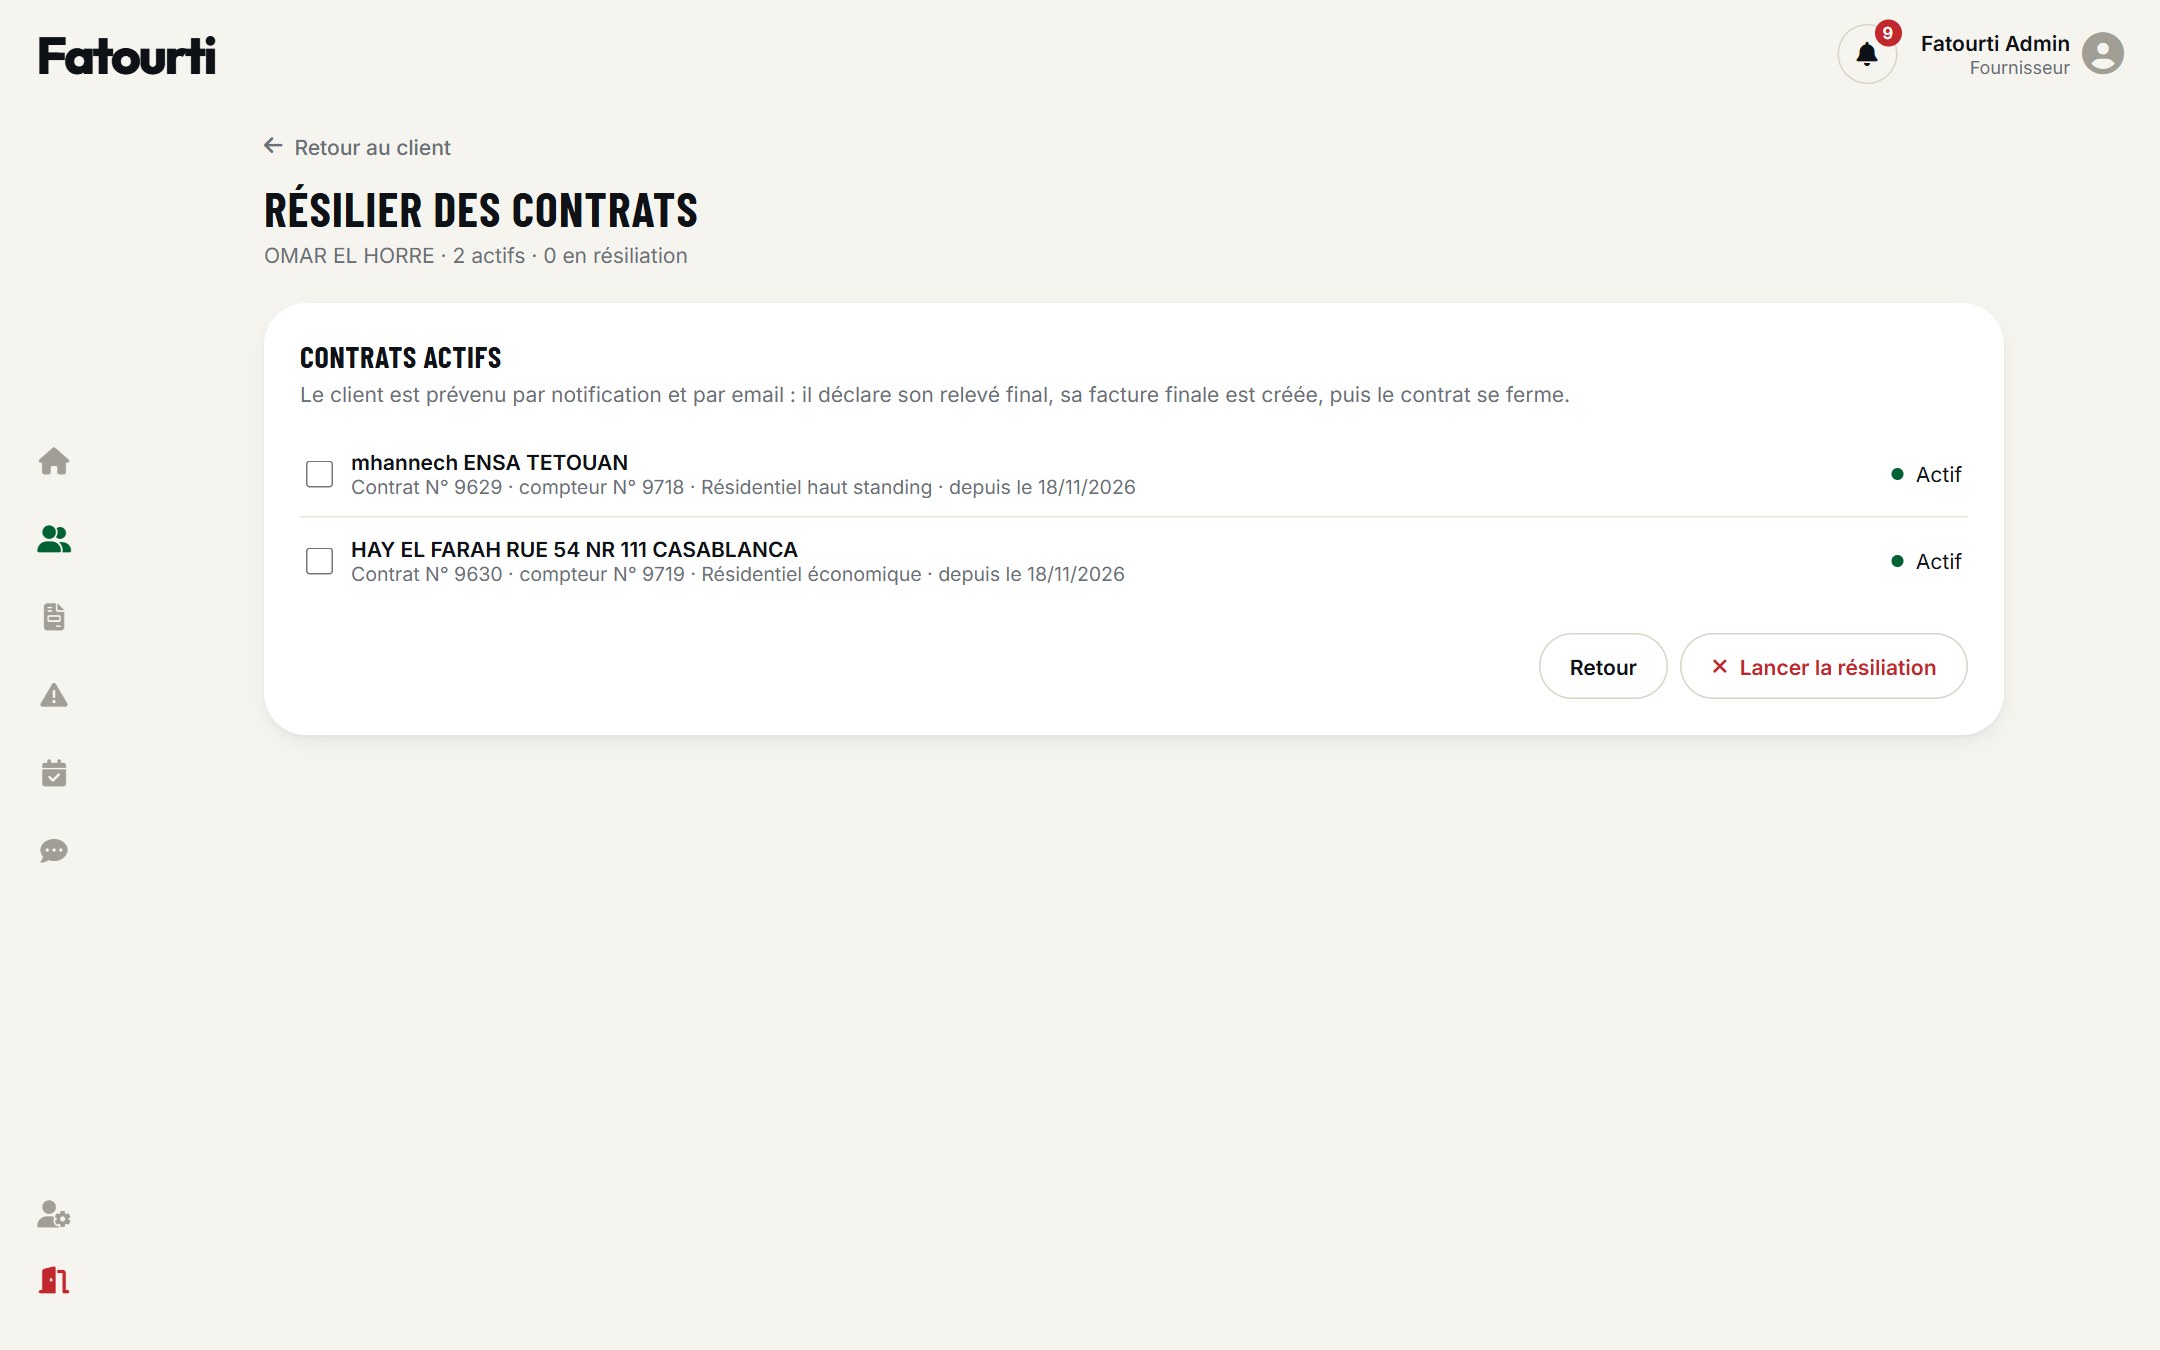 Fatourti
9
Fatourti Admin
Fournisseur
Retour au client
RÉSILIER DES CONTRATS
OMAR EL HORRE · 2 actifs · 0 en résiliation
CONTRATS ACTIFS
Le client est prévenu par notification et par email : il déclare son relevé final, sa facture finale est créée, puis le contrat se ferme.
mhannech ENSA TETOUAN
Contrat N° 9629 · compteur N° 9718 · Résidentiel haut standing · depuis le 18/11/2026
Actif
HAY EL FARAH RUE 54 NR 111 CASABLANCA
Contrat N° 9630 · compteur N° 9719 · Résidentiel économique · depuis le 18/11/2026
Actif
Retour
Lancer la résiliation